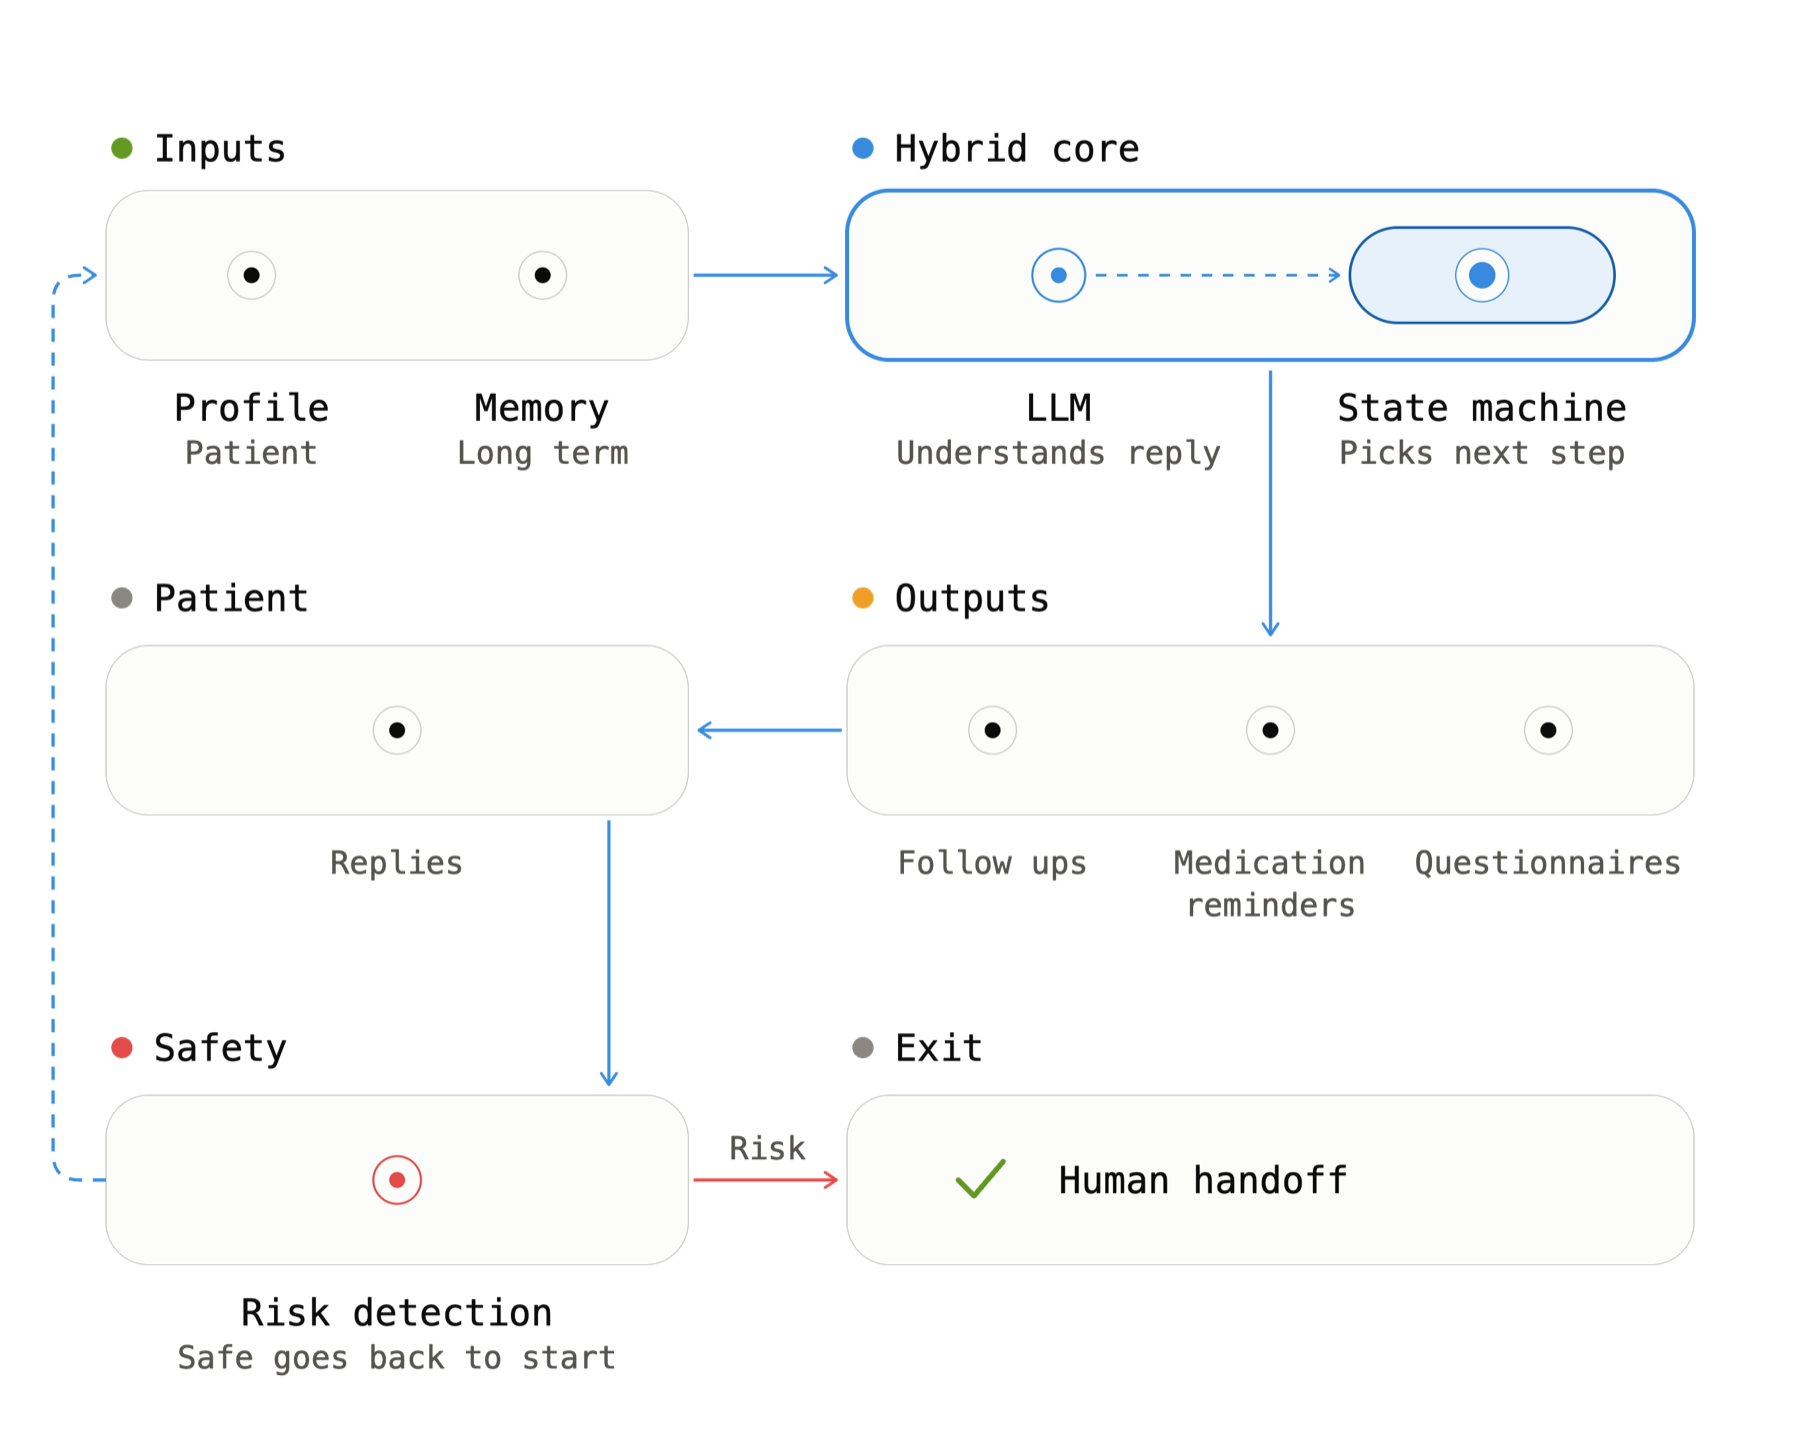 Inputs
Hybrid core
Profile
Patient
Memory
Long term
LLM
Understands reply
State machine
Picks next step
Patient
Outputs
Replies
Follow ups
Medication
reminders
Questionnaires
Safety
Exit
Risk
Human handoff
Risk detection
Safe goes back to start